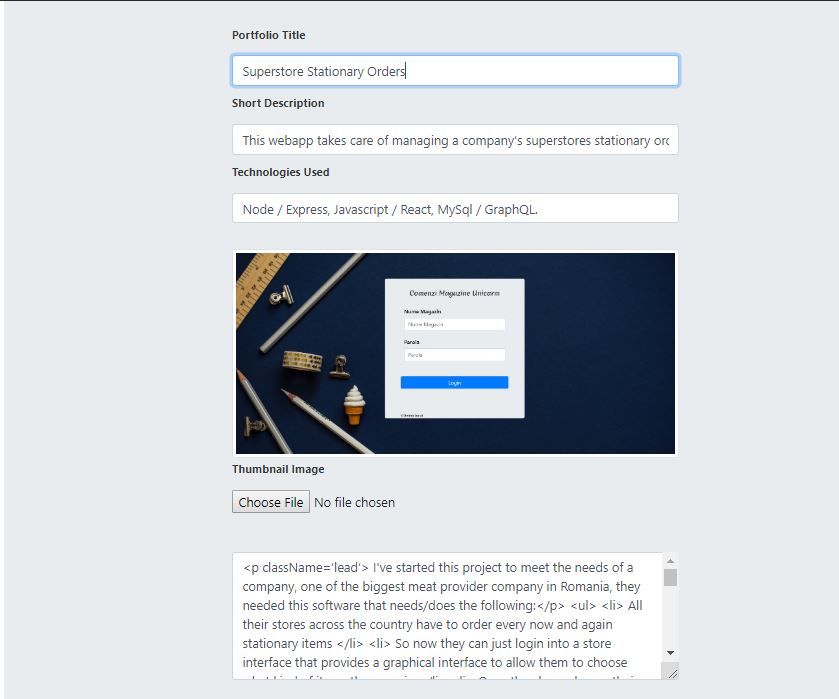 Portfolio Title
Superstore Stationary Orders
Short Description
This webapp takes care of managing a company's superstores stationary orc
Technologies Used
Node / Express, Javascript / React, MySql / GraphQL.
Comenzi Magazine Unicarm
Nume Magazin
Nume Magazin
Parola
Parola
Login
Thumbnail Image
Choose File No file chosen
<p className='lead'> I've started this project to meet the needs of a
company, one of the biggest meat provider company in Romania, they
needed this software that needs/does the following:</p> <ul> <li> All
their stores across the country have to order every now and again
stationary items </li> <li> So now they can just login into a store
interface that provides a graphical interface to allow them to choose